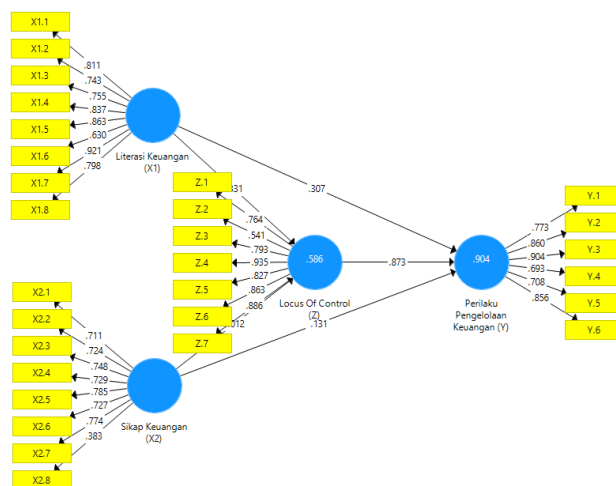 X1.1
X1.2
X1.3
X1.4
X1.5
X1.6
X1.7
X1.8
.811
.743
.755
.837
.863
.630
.921
.798
Literasi Keuangan
(X1)
X2.1
X2.2
X2.3
X2.4
X2.5
X2.6
X2.7
X2.8
.711
.724
.748
.729
.785
.727
.774
.383
Sikap Keuangan
(X2)
Z.1
Z.2
Z.3
Z.4
Z.5
Z.6
Z.7
.764
.541
.793
.935
.827
.863
.886
.586
Locus Of Control
(Z)
.307
.873
.131
.904
Perilaku
Pengelolaan
Keuangan (Y)
.773
.860
.904
.693
.708
.856
Y.1
Y.2
Y.3
Y.4
Y.5
Y.6